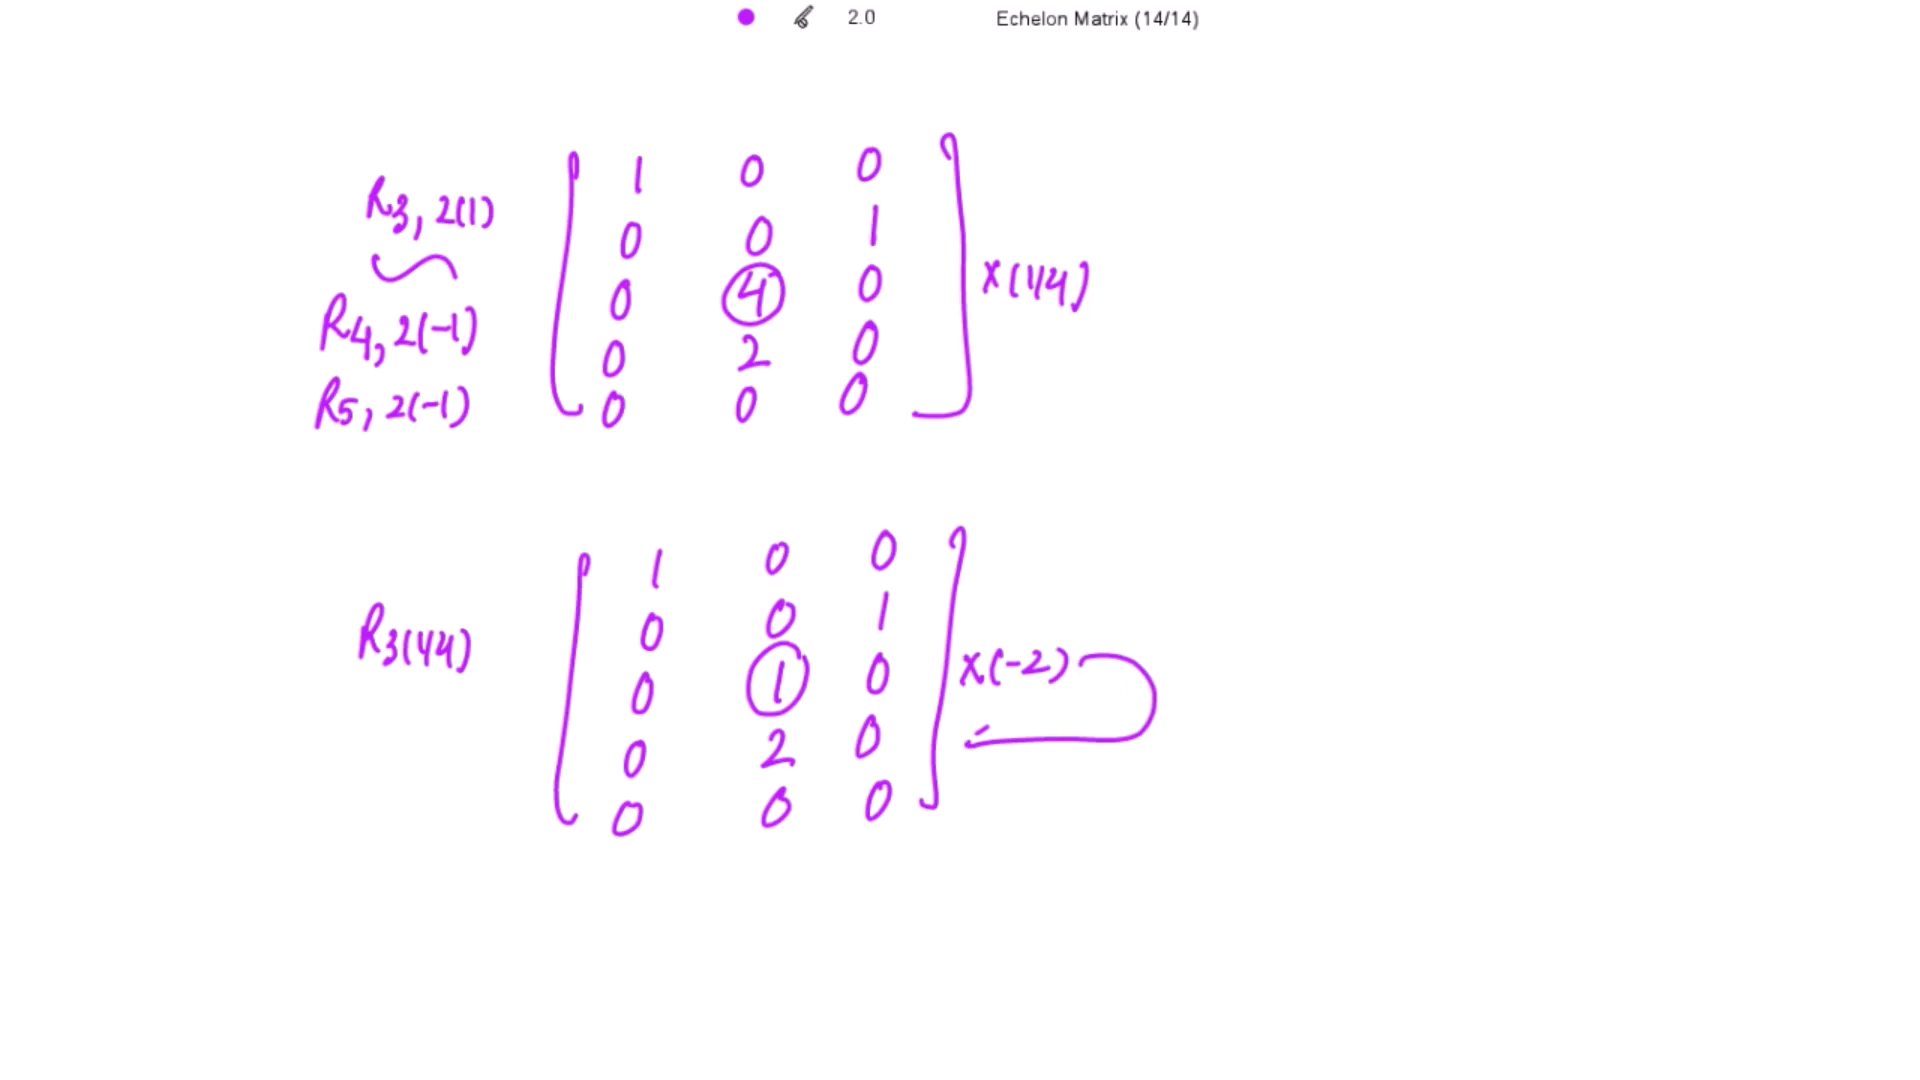 2.0 Echelon Matrix (14/14)
R3, 2(1)
R4, 2(-1)
R5, 2(-1)
1 0 0
0 0 1
0 4 0 x(1/4)
0 2 0
0 0 0
R3(1/4)
1 0 0
0 0 1
0 1 0 x(-2)
0 2 0
0 0 0